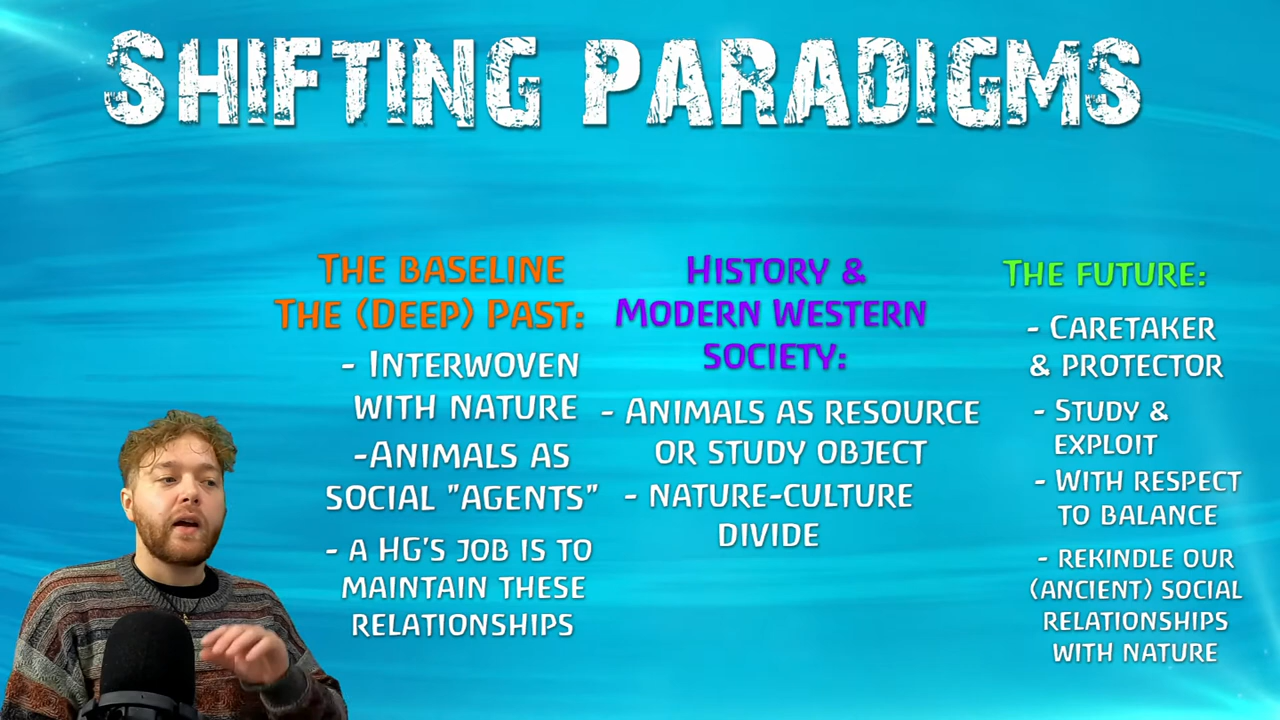 SHIFTING PARADIGMS
THE BASELINE
THE (DEEP) PAST:
- INTERWOVEN
WITH NATURE
-ANIMALS AS
SOCIAL "AGENTS"
- A HG'S JOB IS TO
MAINTAIN THESE
RELATIONSHIPS
HISTORY &
MODERN WESTERN
SOCIETY:
- ANIMALS AS RESOURCE
OR STUDY OBJECT
- NATURE-CULTURE
DIVIDE
THE FUTURE:
- CARETAKER
& PROTECTOR
- STUDY &
EXPLOIT
- WITH RESPECT
TO BALANCE
- REKINDLE OUR
(ANCIENT) SOCIAL
RELATIONSHIPS
WITH NATURE